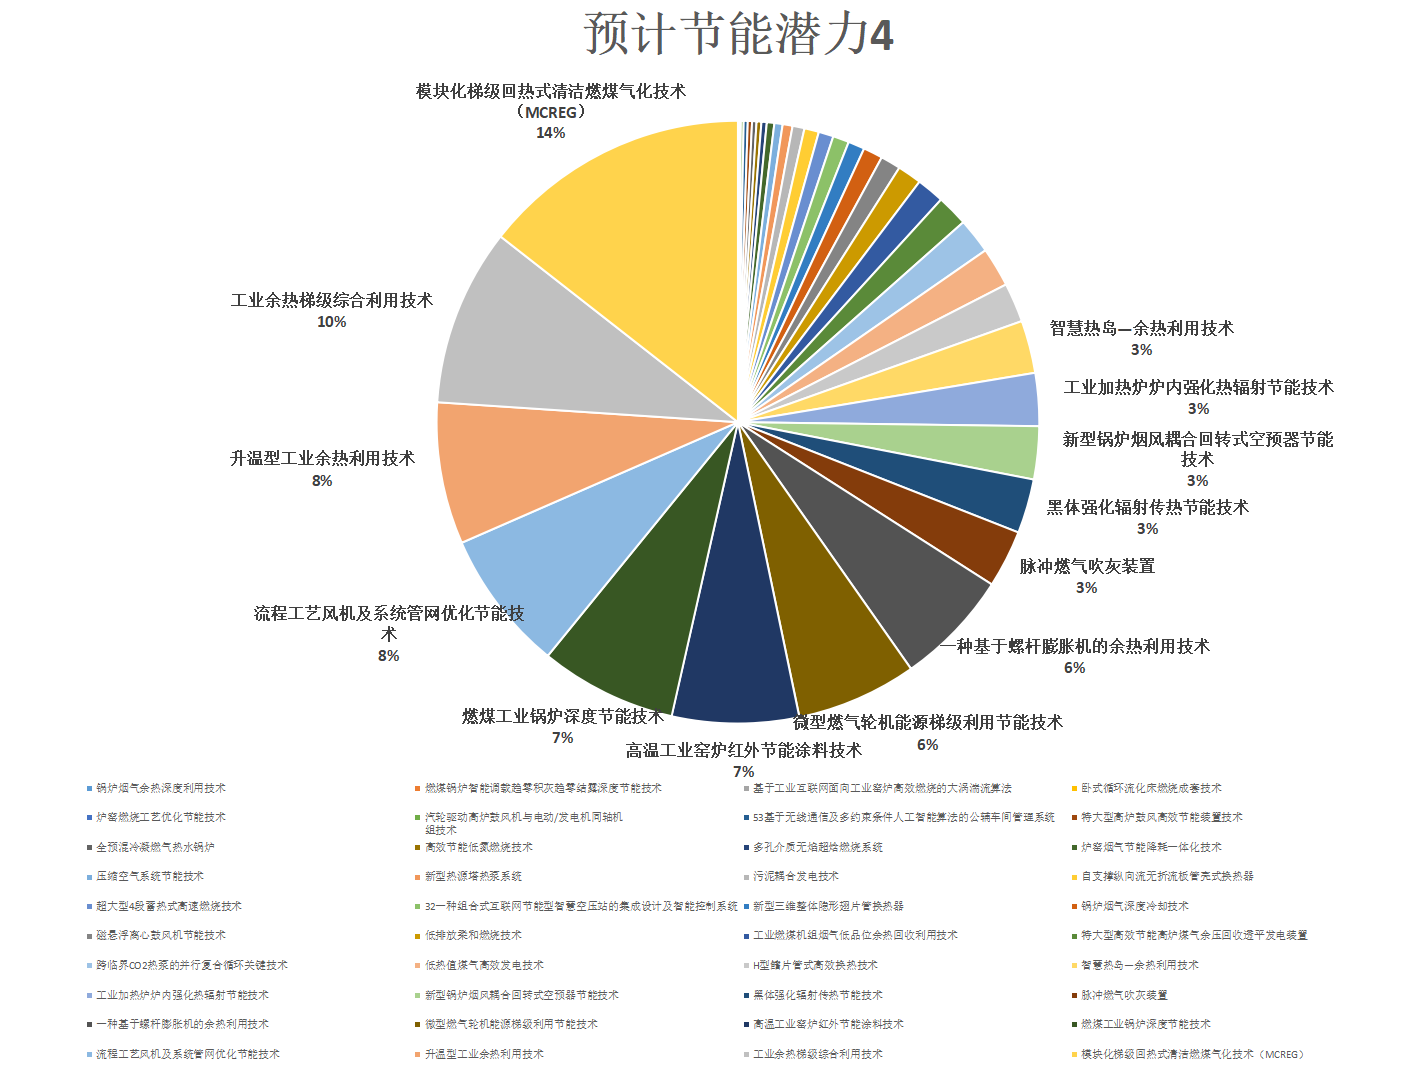 预计节能潜力4
模块化梯级回热式清洁燃煤气化技术
（MCREG）
14%
工业余热梯级综合利用技术
10%
升温型工业余热利用技术
8%
流程工艺风机及系统管网优化节能技
术
8%
燃煤工业锅炉深度节能技术
7%
高温工业窑炉红外节能涂料技术
7%
微型燃气轮机能源梯级利用节能技术
6%
一种基于螺杆膨胀机的余热利用技术
6%
脉冲燃气吹灰装置
3%
黑体强化辐射传热节能技术
3%
新型锅炉烟风耦合回转式空预器节能
技术
3%
工业加热炉炉内强化热辐射节能技术
3%
智慧热岛—余热利用技术
3%
锅炉烟气余热深度利用技术
燃煤锅炉智能调载趋零积灰趋零结露深度节能技术
基于工业互联网面向工业窑炉高效燃烧的大涡湍流算法
卧式循环流化床燃烧成套技术
炉窑燃烧工艺优化节能技术
汽轮驱动高炉鼓风机与电动/发电机同轴机
组技术
53基于无线通信及多约束条件人工智能算法的公辅车间管理系统
特大型高炉鼓风高效节能装置技术
全预混冷凝燃气热水锅炉
高效节能低氮燃烧技术
多孔介质无焰超焓燃烧系统
炉窑烟气节能降耗一体化技术
压缩空气系统节能技术
新型热源塔热泵系统
污泥耦合发电技术
自支撑纵向流无折流板管壳式换热器
超大型4段蓄热式高速燃烧技术
32一种组合式互联网节能型智慧空压站的集成设计及智能控制系统
新型三维整体隐形翅片管换热器
锅炉烟气深度冷却技术
磁悬浮离心鼓风机节能技术
低排放柔和燃烧技术
工业燃煤机组烟气低品位余热回收利用技术
特大型高效节能高炉煤气余压回收透平发电装置
跨临界CO2热泵的并行复合循环关键技术
低热值煤气高效发电技术
H型鳍片管式高效换热技术
智慧热岛—余热利用技术
工业加热炉炉内强化热辐射节能技术
新型锅炉烟风耦合回转式空预器节能技术
黑体强化辐射传热节能技术
脉冲燃气吹灰装置
一种基于螺杆膨胀机的余热利用技术
微型燃气轮机能源梯级利用节能技术
高温工业窑炉红外节能涂料技术
燃煤工业锅炉深度节能技术
流程工艺风机及系统管网优化节能技术
升温型工业余热利用技术
工业余热梯级综合利用技术
模块化梯级回热式清洁燃煤气化技术（MCREG）